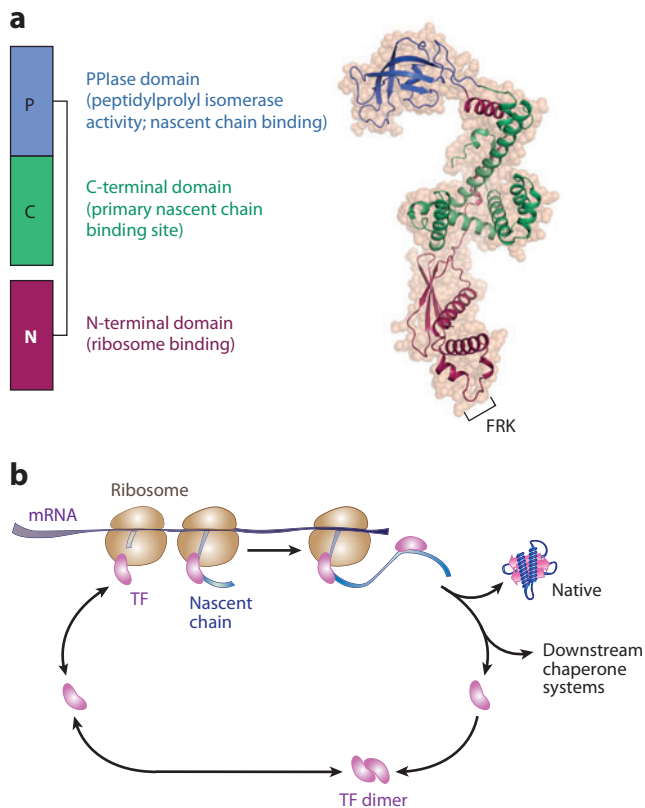 a
P
PPIase domain
(peptidylprolyl isomerase
activity; nascent chain binding)
C
C-terminal domain
(primary nascent chain
binding site)
N
N-terminal domain
(ribosome binding)
FRK
b
Ribosome
mRNA
TF
Nascent
chain
Native
Downstream
chaperone
systems
TF dimer